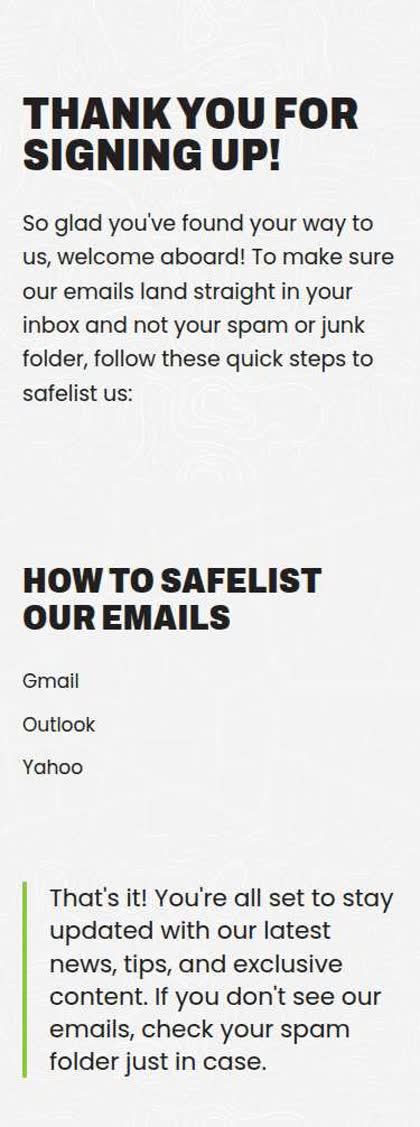 THANK YOU FOR
SIGNING UP!
So glad you've found your way to
us, welcome aboard! To make sure
our emails land straight in your
inbox and not your spam or junk
folder, follow these quick steps to
safelist us:
HOW TO SAFELIST
OUR EMAILS
Gmail
Outlook
Yahoo
That's it! You're all set to stay
updated with our latest
news, tips, and exclusive
content. If you don't see our
emails, check your spam
folder just in case.